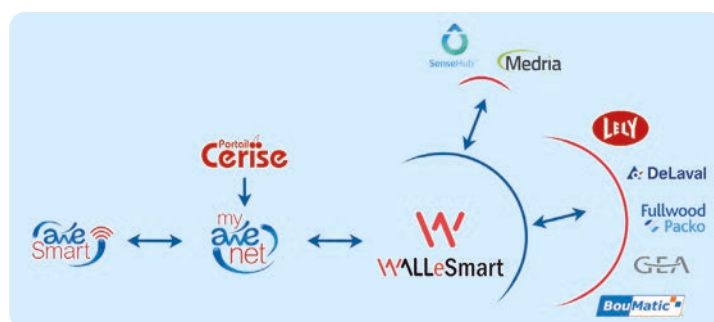 SenseHub
Medria
LELY
Portail
Cerise
DeLaval
my
awe
net
awe
Smart
Fullwood
Packo
WALLeSmart
GEA
BouMatic